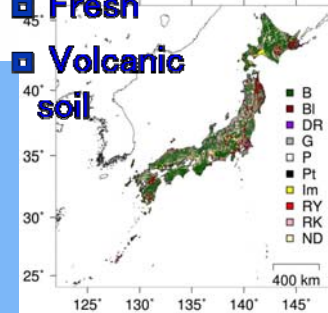 Fresh
Volcanic
soil
45°
40°
35°
30°
25°
125° 130° 135° 140° 145°
B
Bl
DR
G
P
Pt
Im
RY
RK
ND
400 km